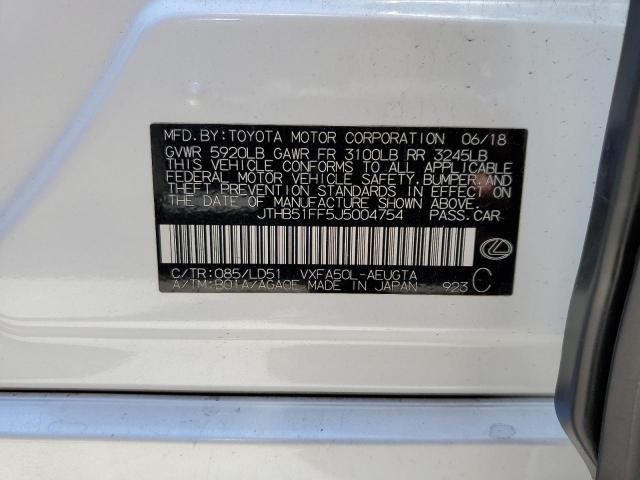 MFD.BY:TOYOTA MOTOR CORPORATION 06/18
GVWR 5920LB GAWR FR 3100LB RR 3245LB
THIS VEHICLE CONFORMS TO ALL APPLICABLE
FEDERAL MOTOR VEHICLE SAFETY,BUMPER,AND
THEFT PREVENTION STANDARDS IN EFFECT ON
THE DATE OF MANUFACTURE SHOWN ABOVE.
JTHB51FF5J5004754 PASS.CAR
C/TR:085/LD51 VXFA50L-AEUGTA
A/TM:B01A/AGA0E MADE IN JAPAN 923 C